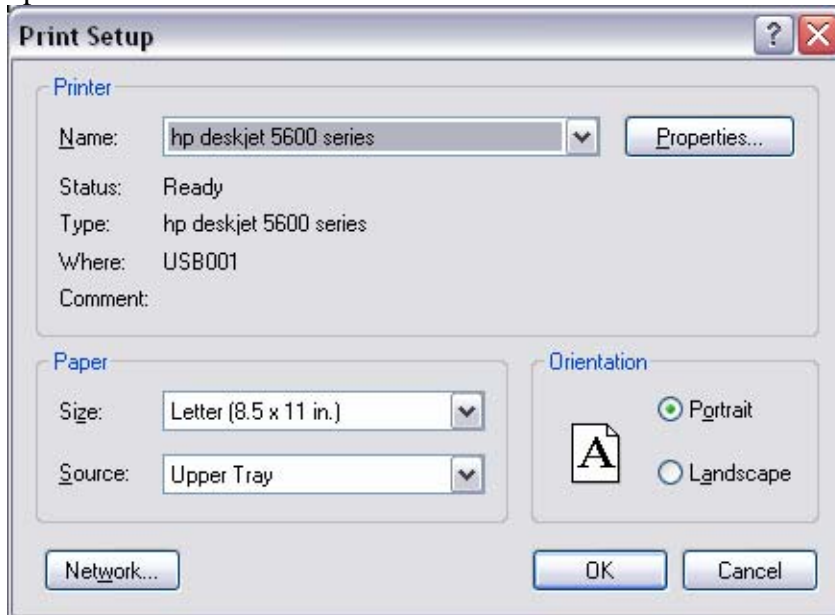 Print Setup
Printer
Name: hp deskjet 5600 series Properties...
Status: Ready
Type: hp deskjet 5600 series
Where: USB001
Comment:
Paper
Size: Letter (8.5 x 11 in.)
Source: Upper Tray
Orientation
A
Portrait
Landscape
Network... OK Cancel